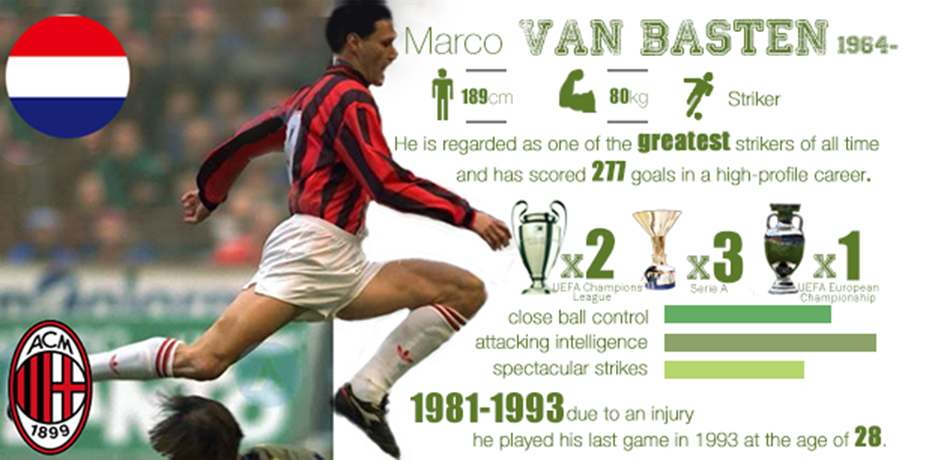 Marco VAN BASTEN 1964-
189cm 80kg Striker
He is regarded as one of the greatest strikers of all time
and has scored 277 goals in a high-profile career.
x2 x3 x1
UEFA Champions League
Serie A
UEFA European Championship
close ball control
attacking intelligence
spectacular strikes
1981-1993 due to an injury
he played his last game in 1993 at the age of 28.
ACM
1899